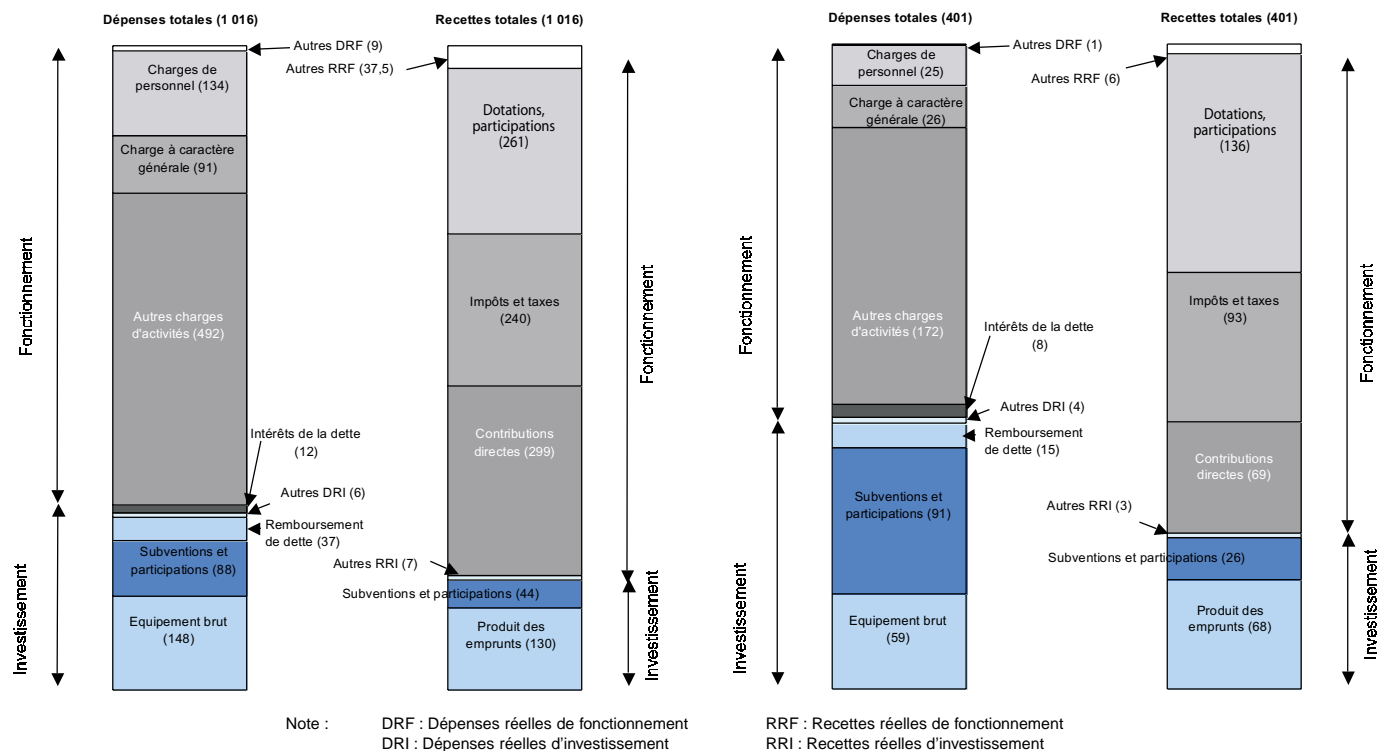 Dépenses totales (1 016)
Recettes totales (1 016)
Autres DRF (9)
Autres RRF (37,5)
Charges de
personnel (134)
Charge à caractère
générale (91)
Autres charges
d'activités (492)
Intérêts de la dette
(12)
Autres DRI (6)
Remboursement
de dette (37)
Subventions et
participations (88)
Equipement brut
(148)
Dotations,
participations
(261)
Impôts et taxes
(240)
Contributions
directes (299)
Autres RRI (7)
Subventions et participations (44)
Produit des
emprunts (130)
Fonctionnement
Investissement
Fonctionnement
Investissement
Dépenses totales (401)
Recettes totales (401)
Autres DRF (1)
Autres RRF (6)
Charges de
personnel (25)
Charge à caractère
générale (26)
Autres charges
d'activités (172)
Intérêts de la dette
(8)
Autres DRI (4)
Remboursement
de dette (15)
Subventions et
participations (91)
Equipement brut
(59)
Dotations,
participations
(136)
Impôts et taxes
(93)
Contributions
directes (69)
Autres RRI (3)
Subventions et participations (26)
Produit des
emprunts (68)
Fonctionnement
Investissement
Fonctionnement
Investissement
Note : DRF : Dépenses réelles de fonctionnement RRF : Recettes réelles de fonctionnement
DRI : Dépenses réelles d'investissement RRI : Recettes réelles d'investissement